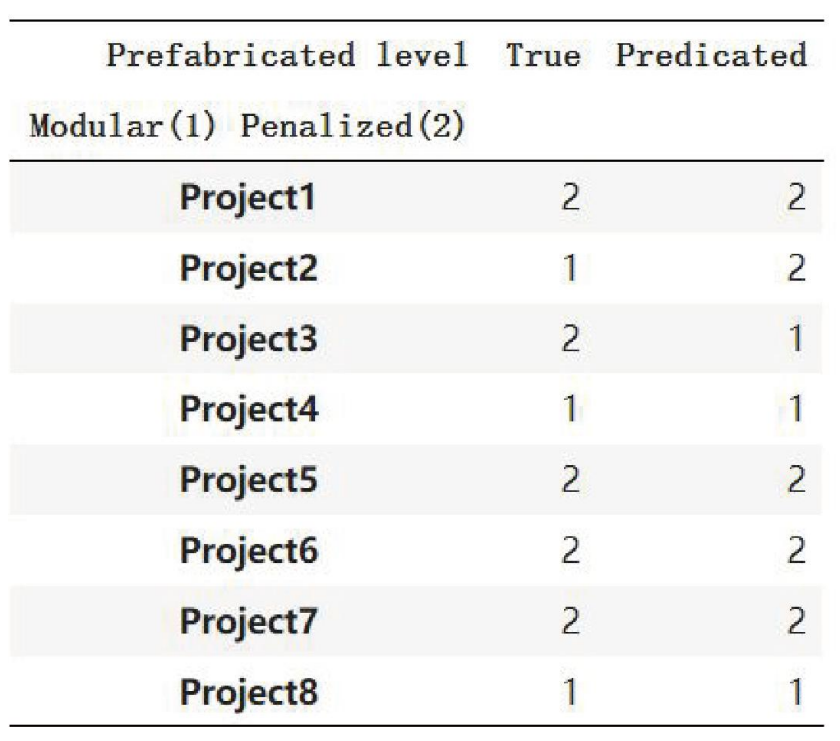 Prefabricated level True Predicated
Modular(1) Penalized(2)
Project1 2 2
Project2 1 2
Project3 2 1
Project4 1 1
Project5 2 2
Project6 2 2
Project7 2 2
Project8 1 1